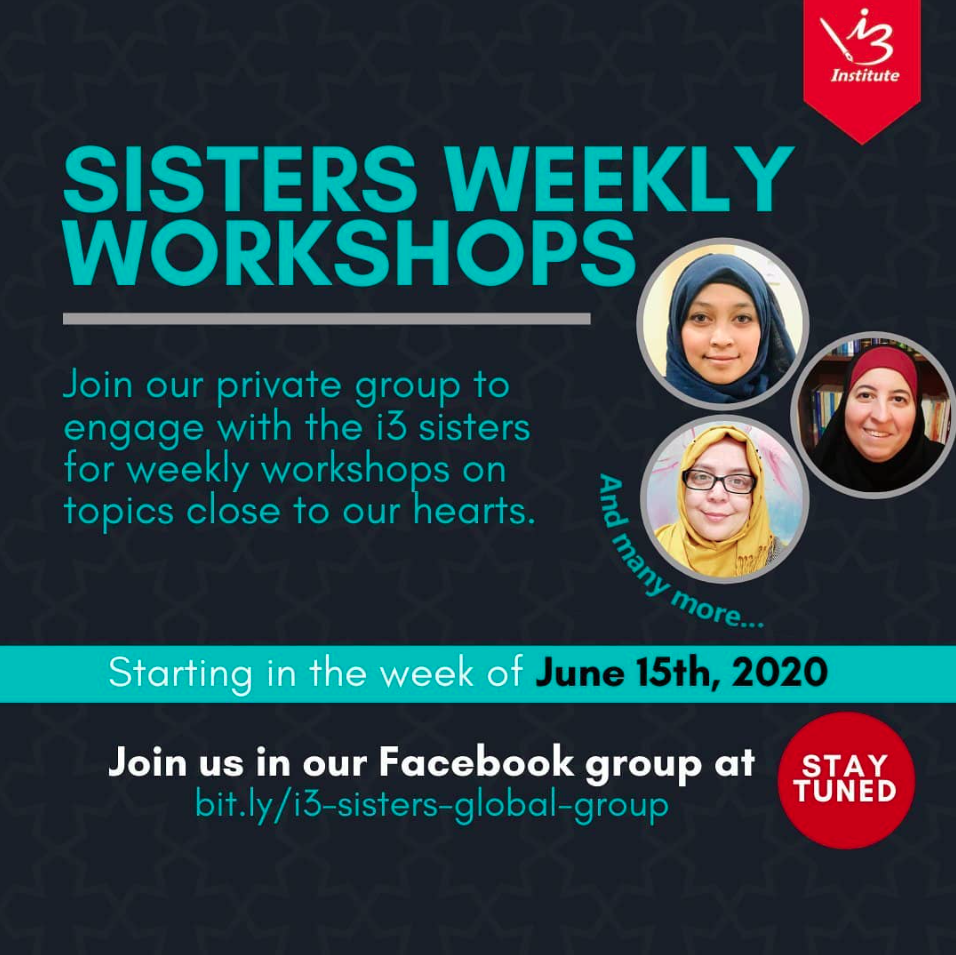 i3
Institute
SISTERS WEEKLY
WORKSHOPS
Join our private group to
engage with the i3 sisters
for weekly workshops on
topics close to our hearts.
And many more...
Starting in the week of June 15th, 2020
Join us in our Facebook group at
bit.ly/i3-sisters-global-group
STAY
TUNED